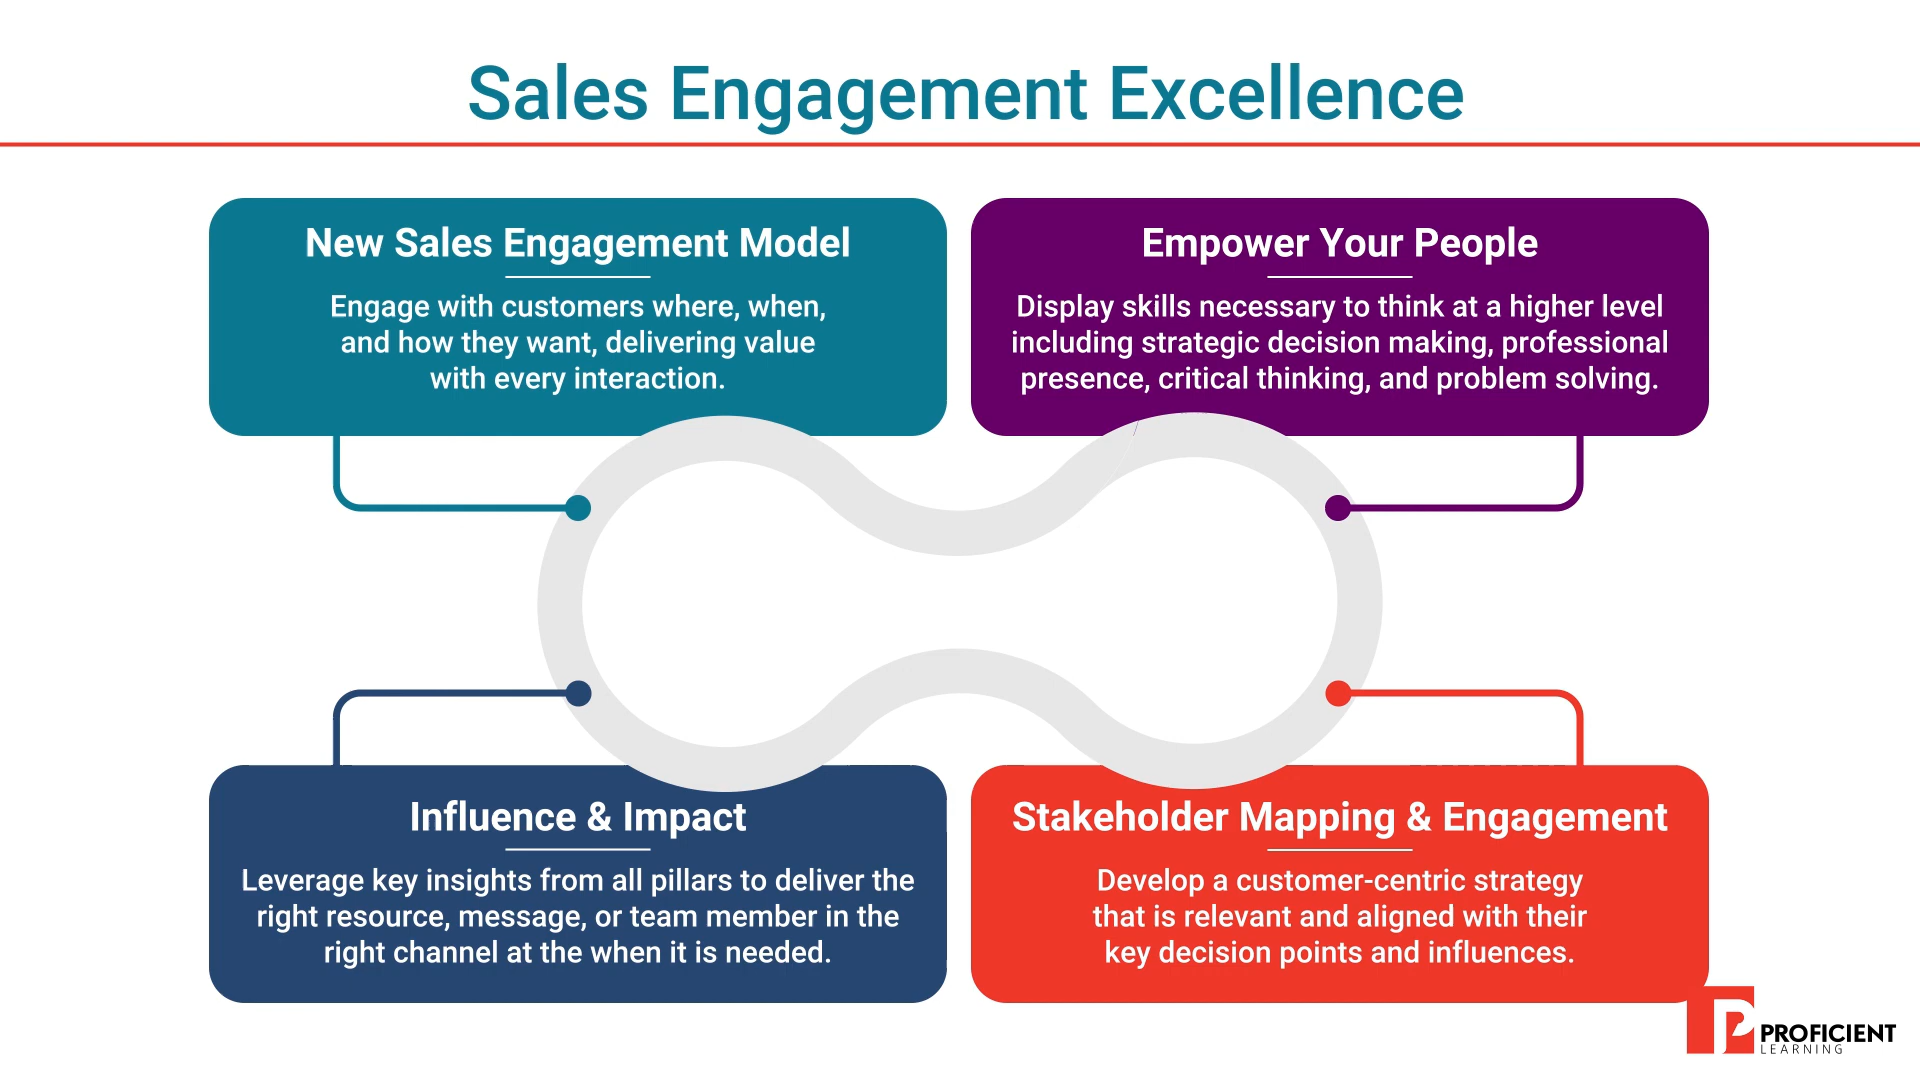 Sales Engagement Excellence
New Sales Engagement Model
Engage with customers where, when,
and how they want, delivering value
with every interaction.
Empower Your People
Display skills necessary to think at a higher level
including strategic decision making, professional
presence, critical thinking, and problem solving.
Influence & Impact
Leverage key insights from all pillars to deliver the
right resource, message, or team member in the
right channel at the when it is needed.
Stakeholder Mapping & Engagement
Develop a customer-centric strategy
that is relevant and aligned with their
key decision points and influences.
PROFICIENT
LEARNING